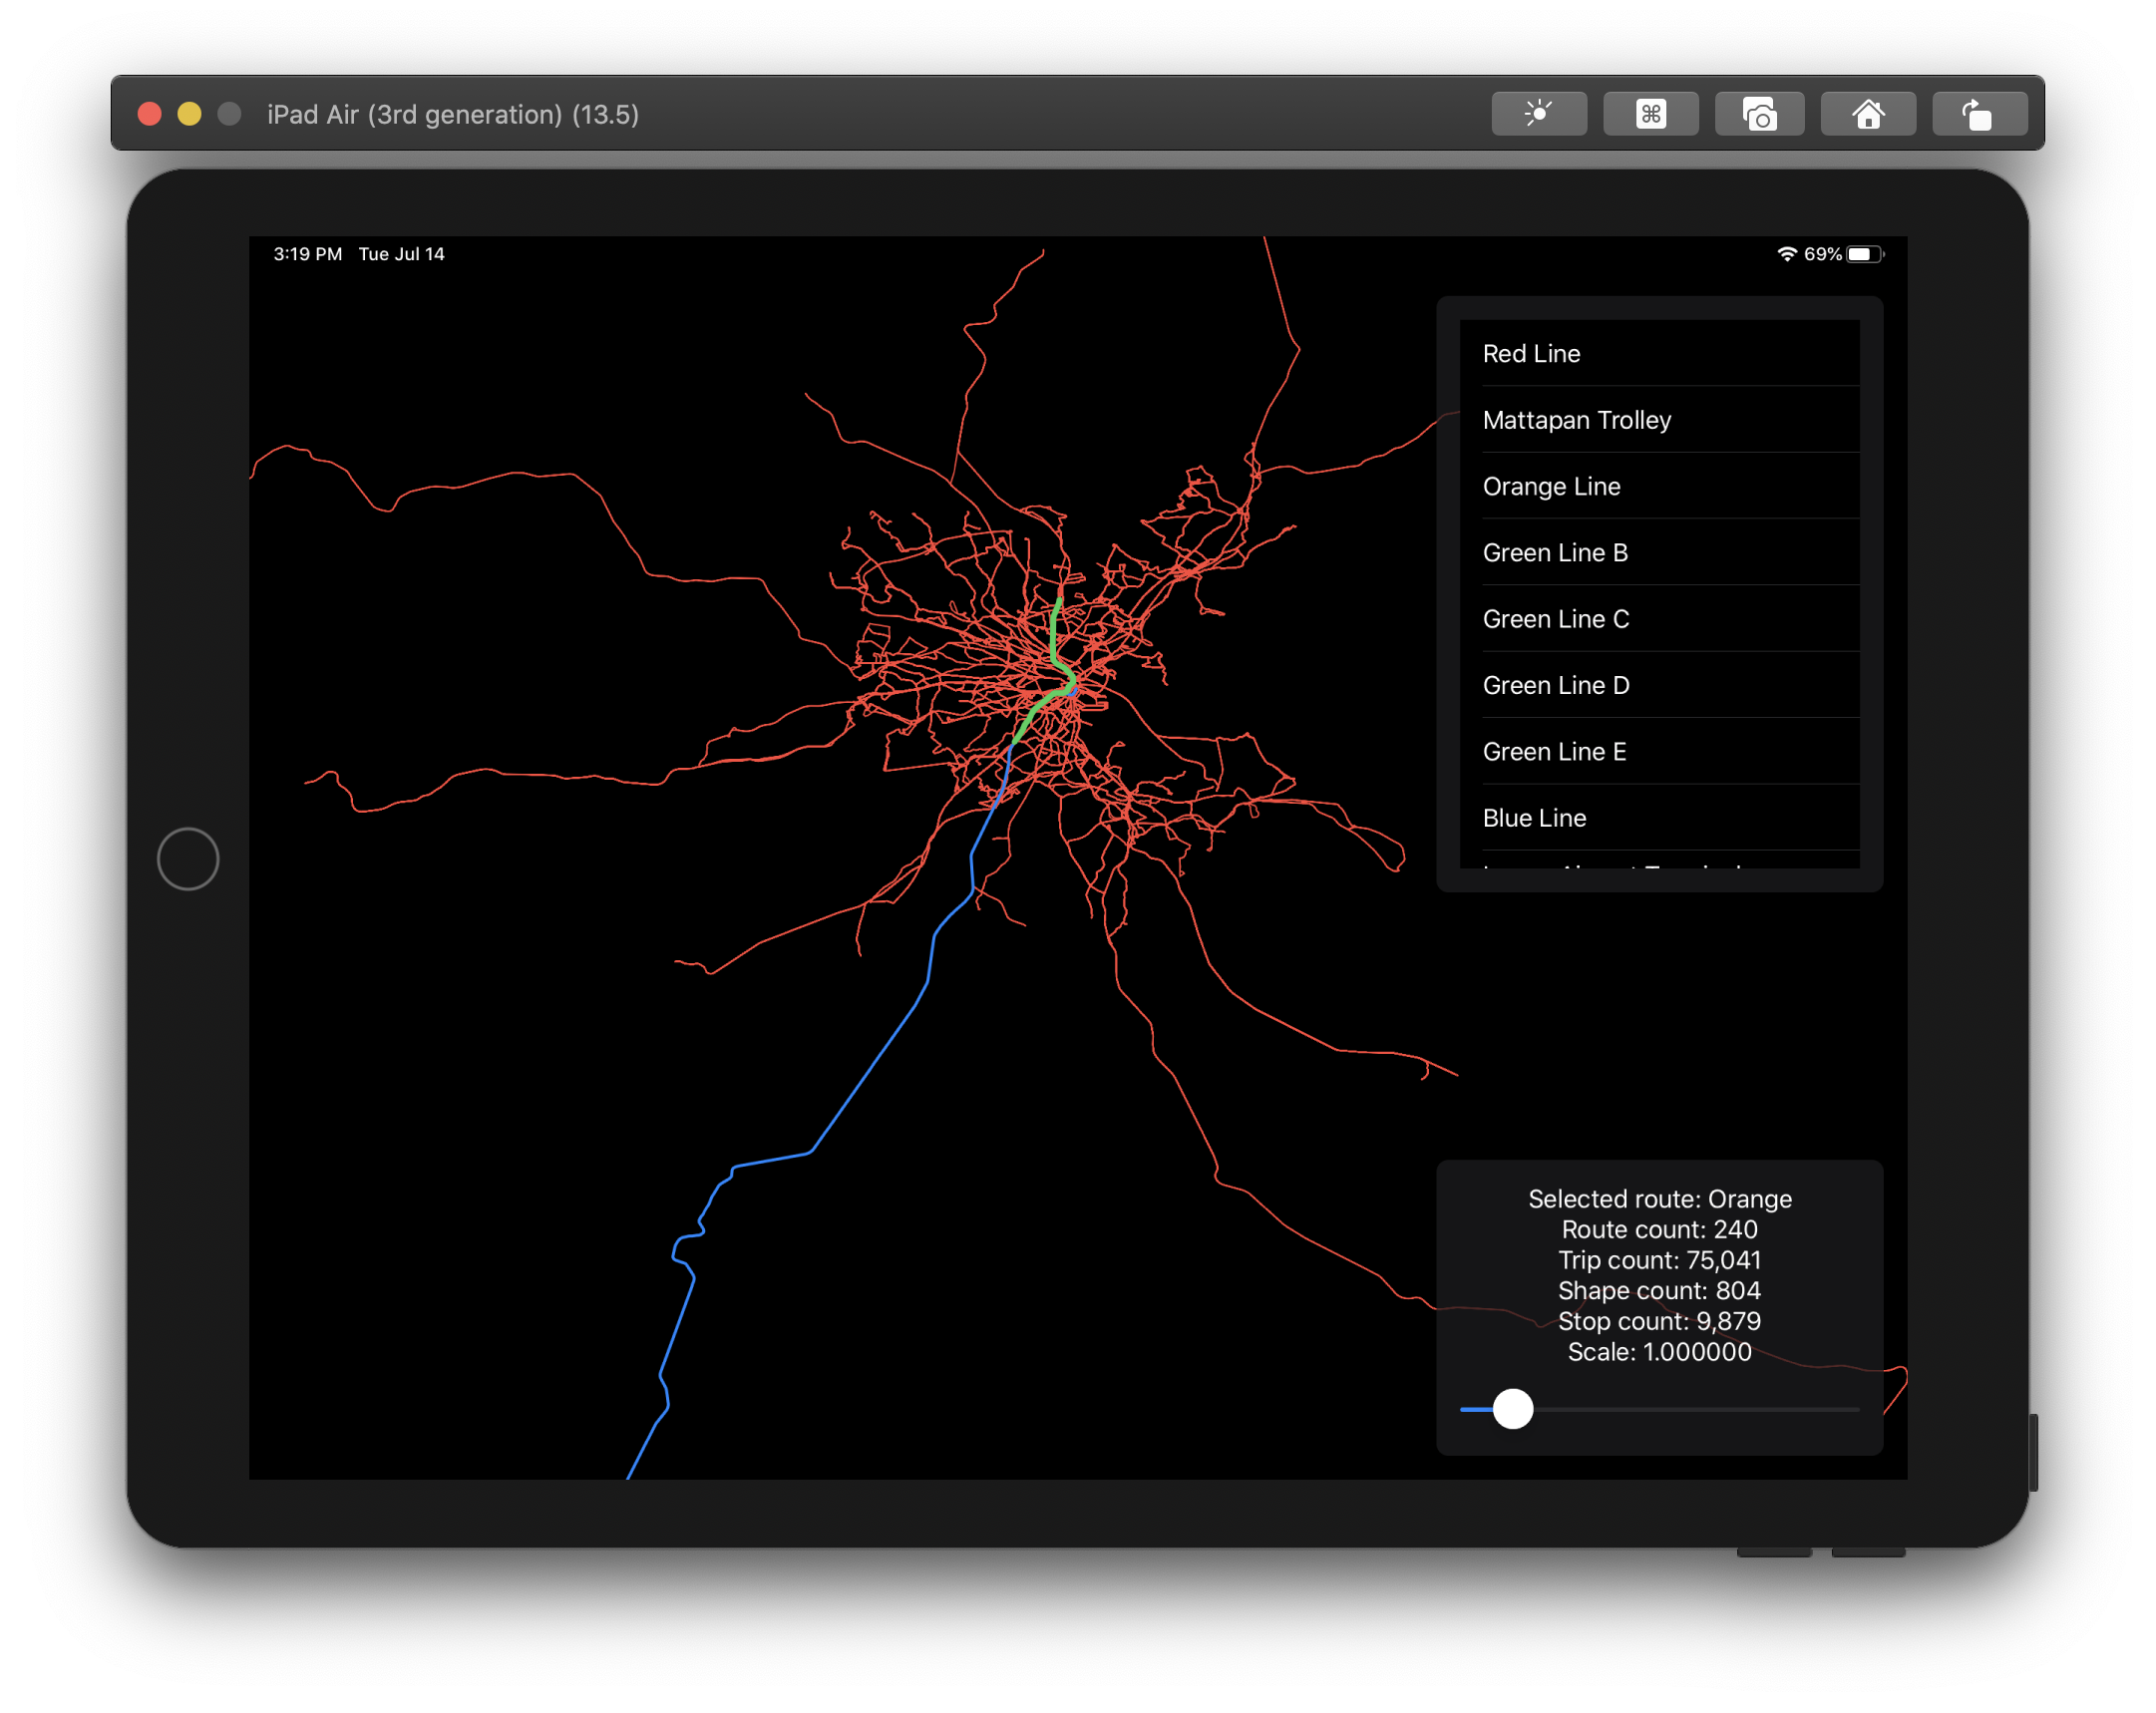 iPad Air (3rd generation) (13.5)
3:19 PM Tue Jul 14
69%
Red Line
Mattapan Trolley
Orange Line
Green Line B
Green Line C
Green Line D
Green Line E
Blue Line
Selected route: Orange
Route count: 240
Trip count: 75,041
Shape count: 804
Stop count: 9,879
Scale: 1.000000